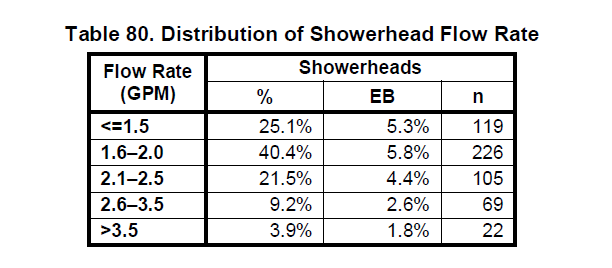 Table 80. Distribution of Showerhead Flow Rate
Flow Rate (GPM) Showerheads
% EB n
<=1.5 25.1% 5.3% 119
1.6–2.0 40.4% 5.8% 226
2.1–2.5 21.5% 4.4% 105
2.6–3.5 9.2% 2.6% 69
>3.5 3.9% 1.8% 22